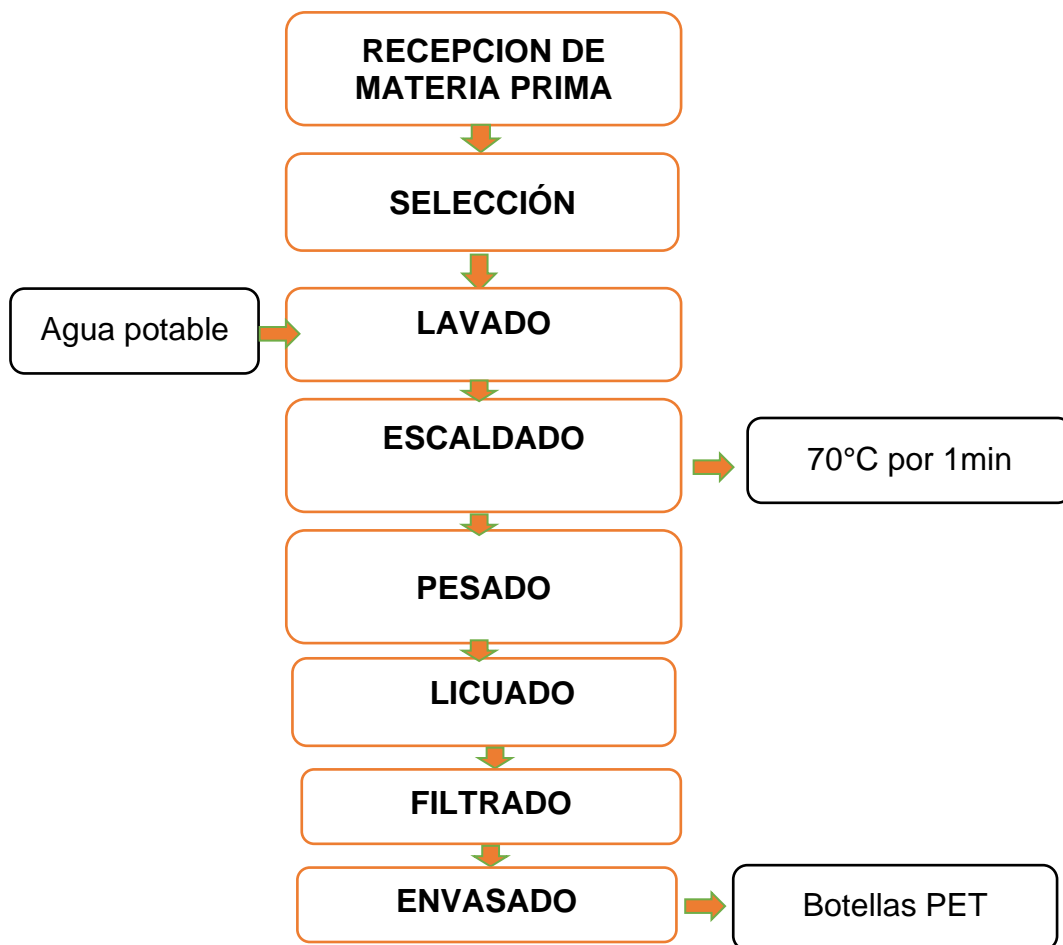 RECEPCION DE
MATERIA PRIMA
SELECCIÓN
Agua potable
LAVADO
ESCALDADO
70°C por 1min
PESADO
LICUADO
FILTRADO
ENVASADO
Botellas PET